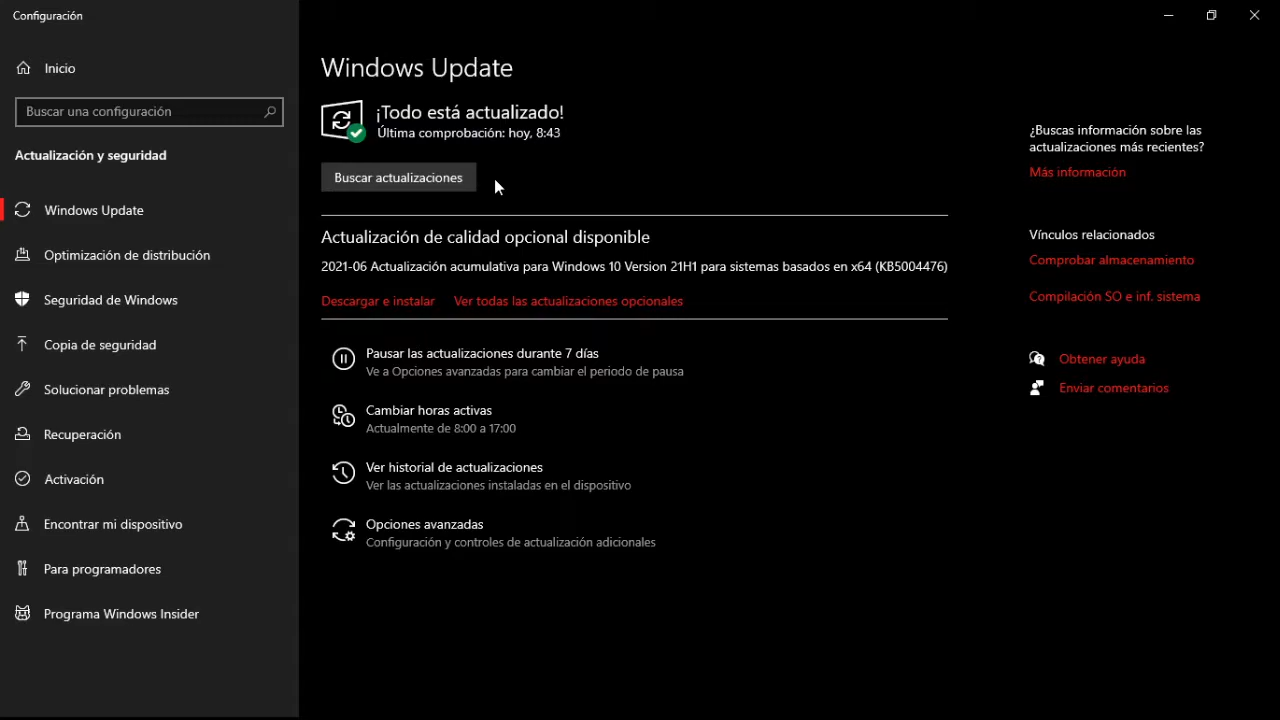 Configuración
Inicio
Buscar una configuración
Actualización y seguridad
Windows Update
Optimización de distribución
Seguridad de Windows
Copia de seguridad
Solucionar problemas
Recuperación
Activación
Encontrar mi dispositivo
Para programadores
Programa Windows Insider
Windows Update
¡Todo está actualizado!
Última comprobación: hoy, 8:43
Buscar actualizaciones
Actualización de calidad opcional disponible
2021-06 Actualización acumulativa para Windows 10 Version 21H1 para sistemas basados en x64 (KB5004476)
Descargar e instalar Ver todas las actualizaciones opcionales
Pausar las actualizaciones durante 7 días
Ve a Opciones avanzadas para cambiar el periodo de pausa
Cambiar horas activas
Actualmente de 8:00 a 17:00
Ver historial de actualizaciones
Ver las actualizaciones instaladas en el dispositivo
Opciones avanzadas
Configuración y controles de actualización adicionales
¿Buscas información sobre las
actualizaciones más recientes?
Más información
Vínculos relacionados
Comprobar almacenamiento
Compilación SO e inf. sistema
Obtener ayuda
Enviar comentarios